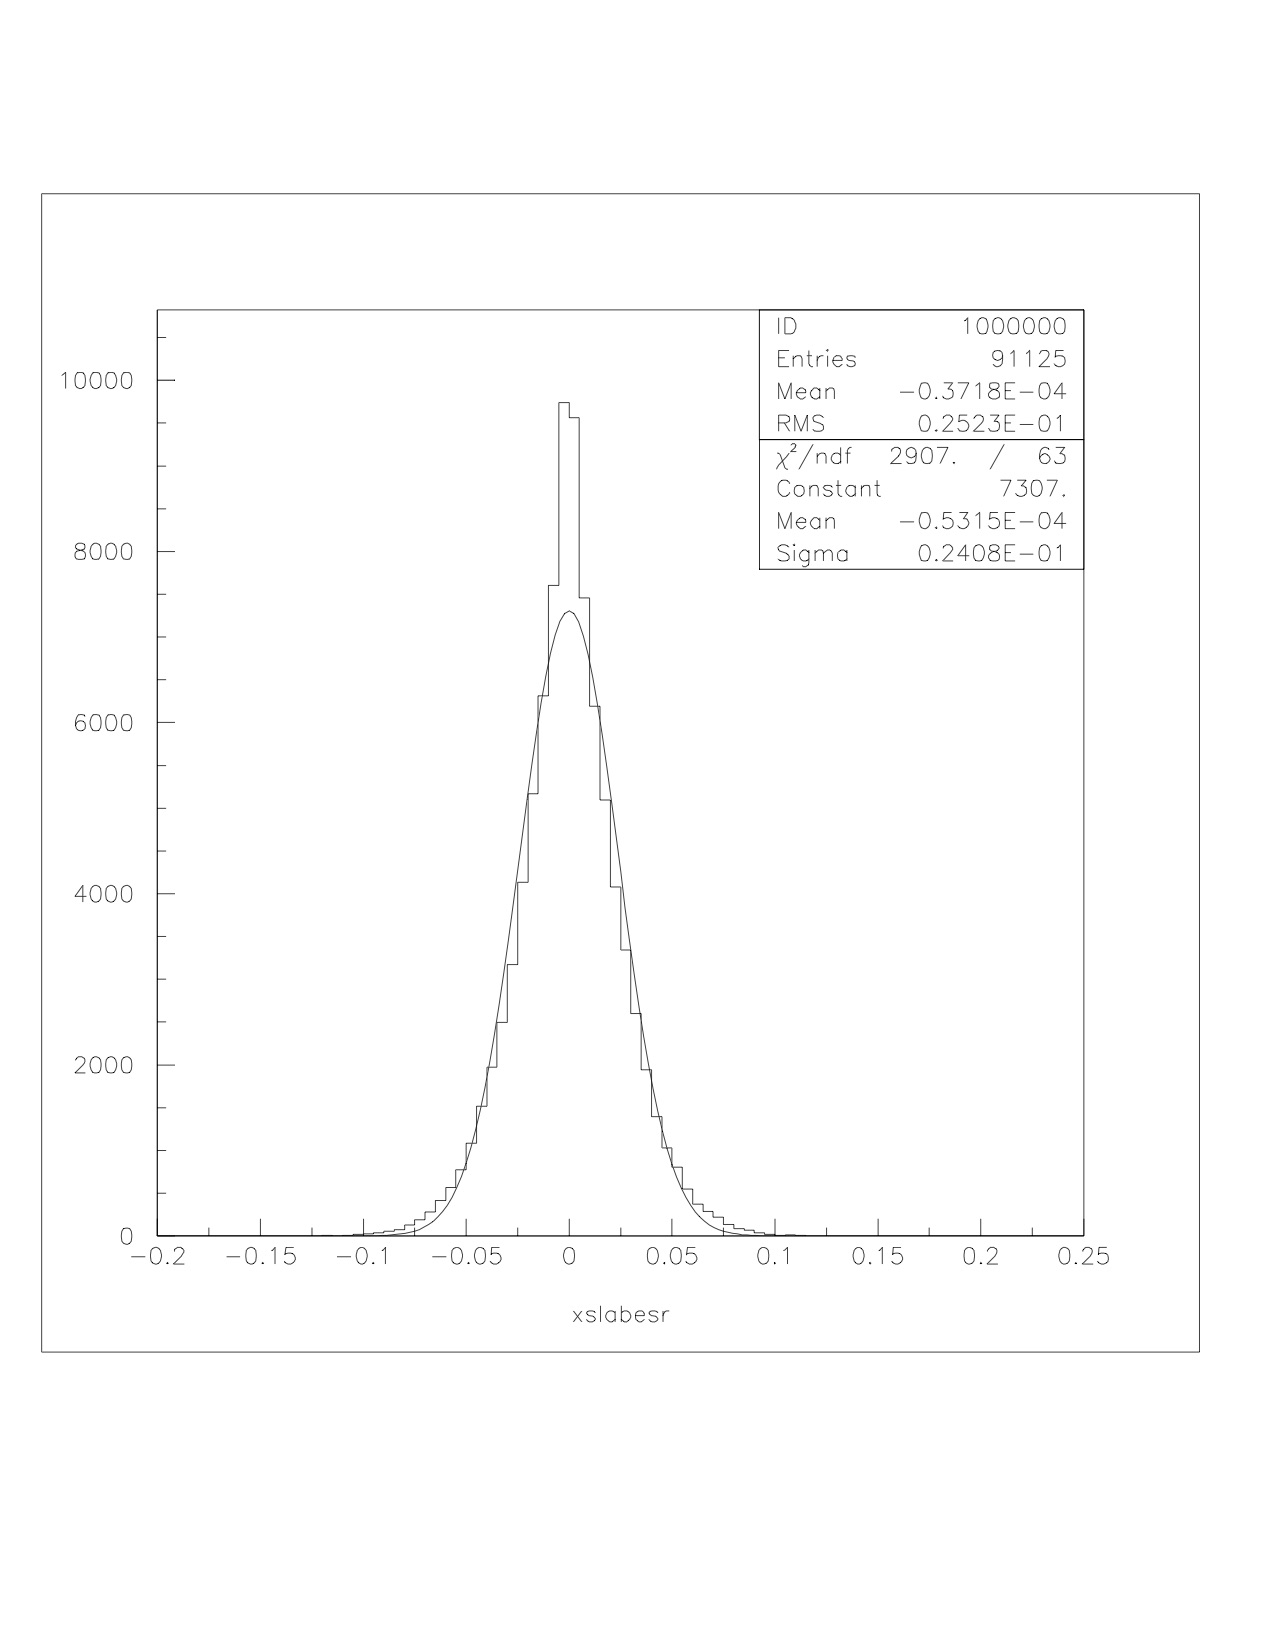 ID 1000000
Entries 91125
Mean -0.3718E-04
RMS 0.2523E-01
χ²/ndf 2907. / 63
Constant 7307.
Mean -0.5315E-04
Sigma 0.2408E-01
10000
8000
6000
4000
2000
0
-0.2 -0.15 -0.1 -0.05 0 0.05 0.1 0.15 0.2 0.25
xslabesr